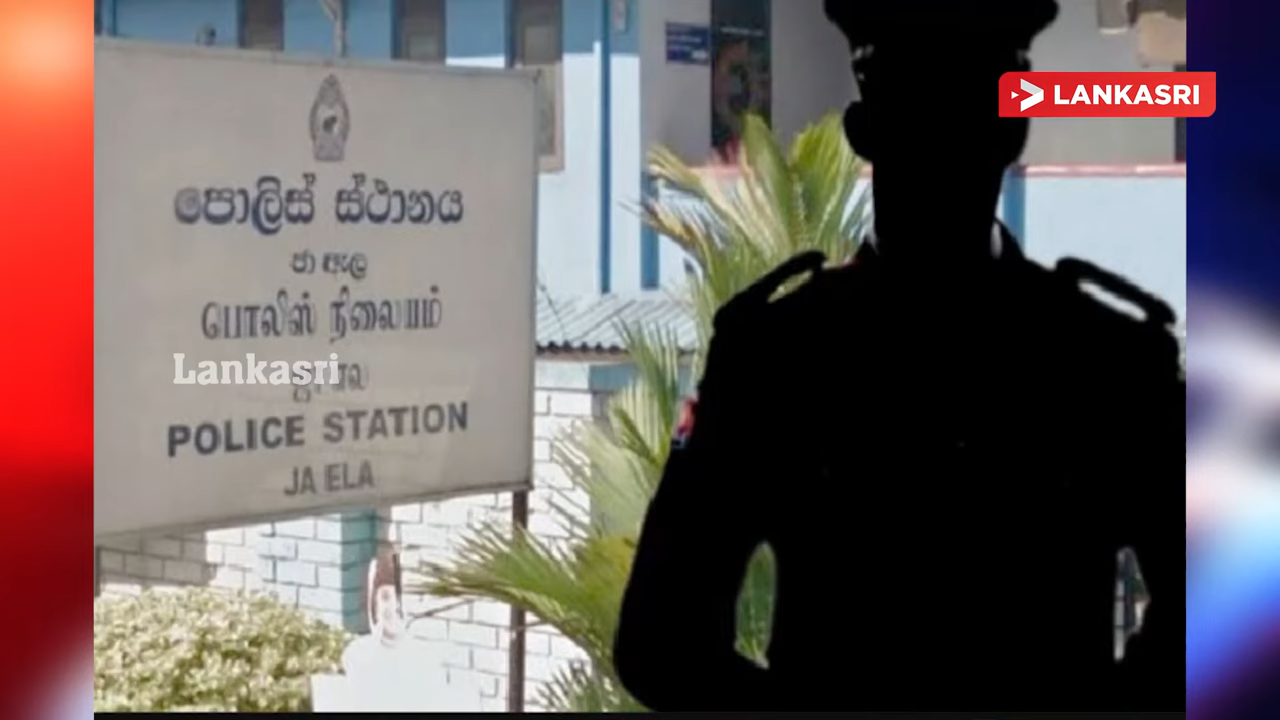 LANKASRI
පොලිස් ස්ථානය
ජා ඇල
பொலிஸ் நிலையம்
Lankasri
POLICE STATION
JA ELA